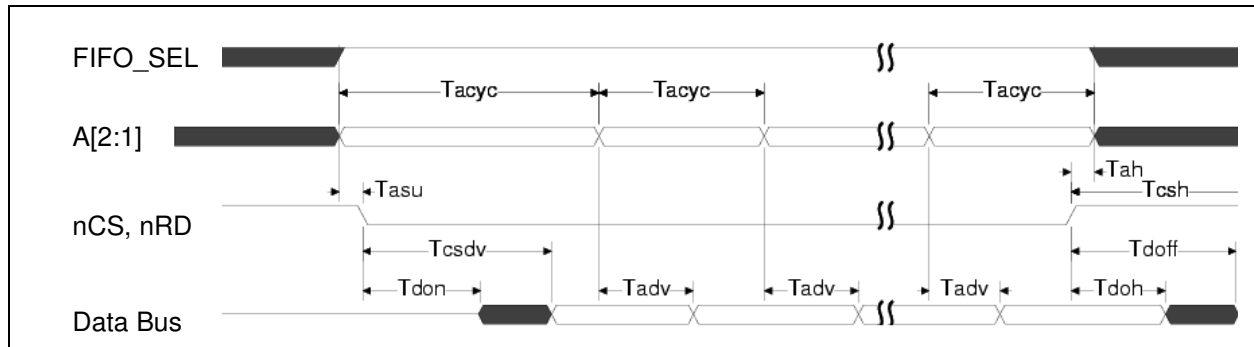 FIFO_SEL
Tacyc Tacyc Tacyc
A[2:1]
Tah
Tasu Tcsh
nCS, nRD
Tcsdv Tdoff
Tdon Tadv Tadv Tadv Tdoh
Data Bus